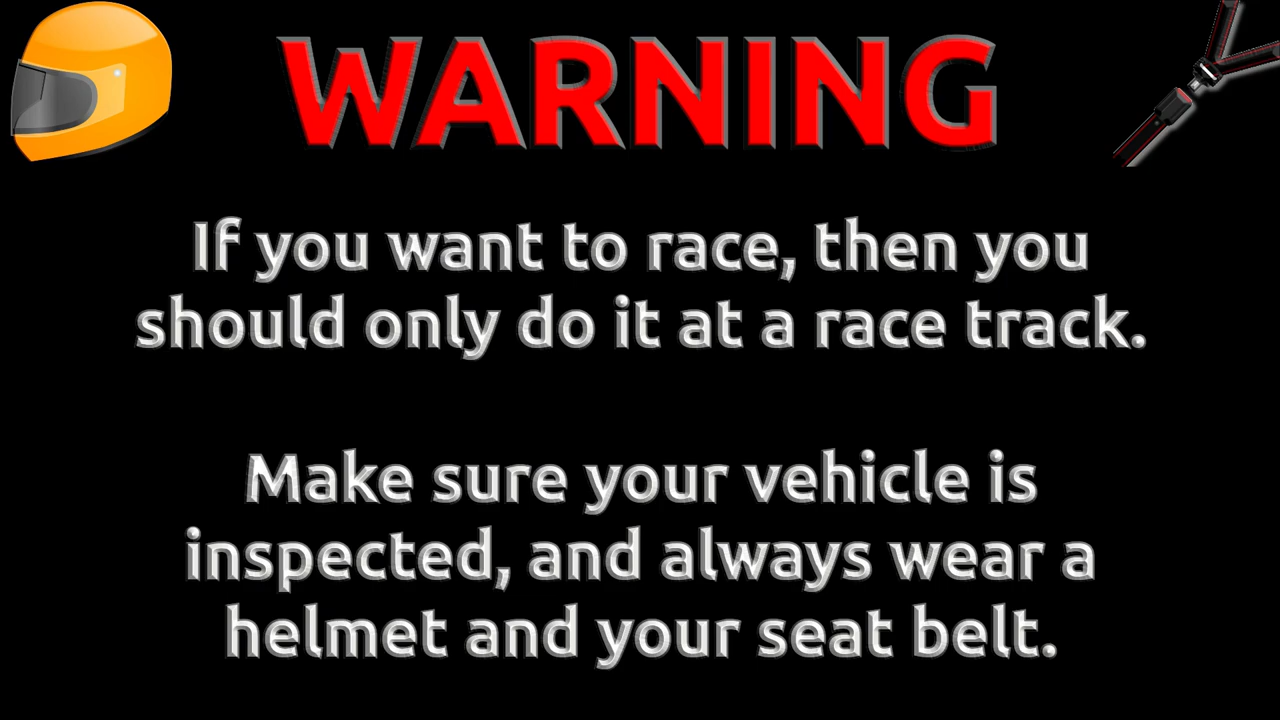 WARNING
If you want to race, then you
should only do it at a race track.
Make sure your vehicle is
inspected, and always wear a
helmet and your seat belt.